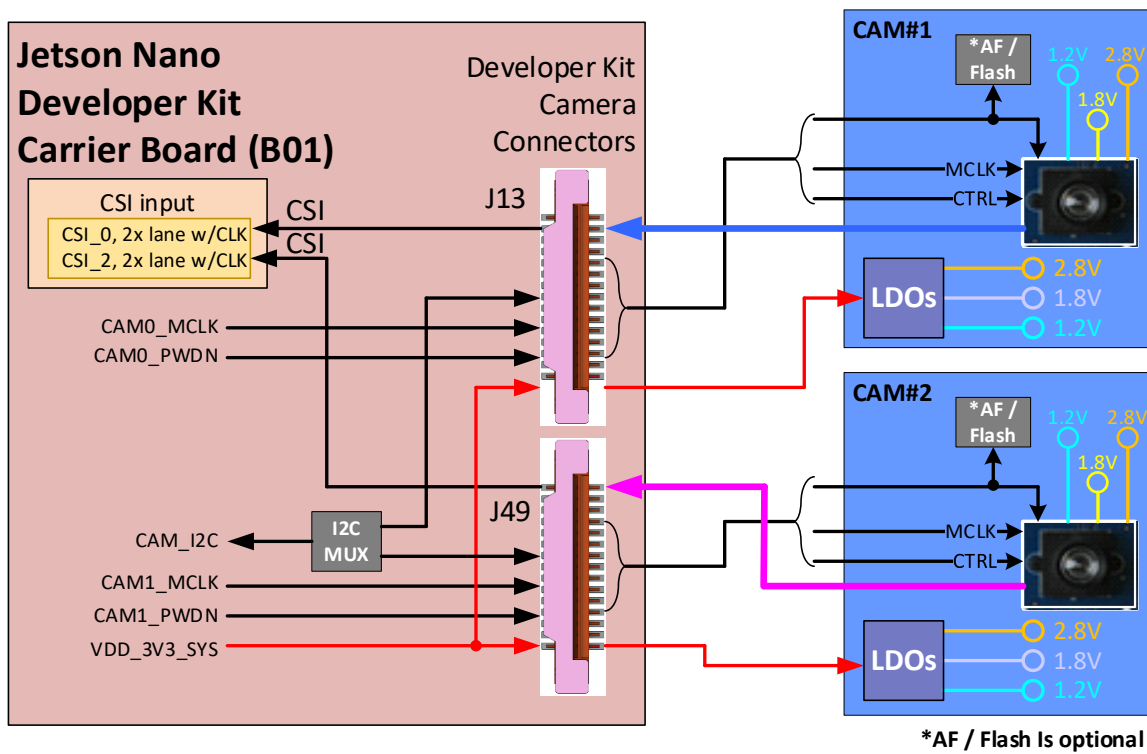 Jetson Nano
Developer Kit
Carrier Board (B01)
Developer Kit
Camera
Connectors
CSI input
CSI_0, 2x lane w/CLK
CSI_2, 2x lane w/CLK
CSI
CSI
J13
CAM0_MCLK
CAM0_PWDN
J49
I2C
MUX
CAM_I2C
CAM1_MCLK
CAM1_PWDN
VDD_3V3_SYS
CAM#1
*AF /
Flash
1.2V
2.8V
1.8V
MCLK
CTRL
LDOs
2.8V
1.8V
1.2V
CAM#2
*AF /
Flash
1.2V
2.8V
1.8V
MCLK
CTRL
LDOs
2.8V
1.8V
1.2V
*AF / Flash Is optional